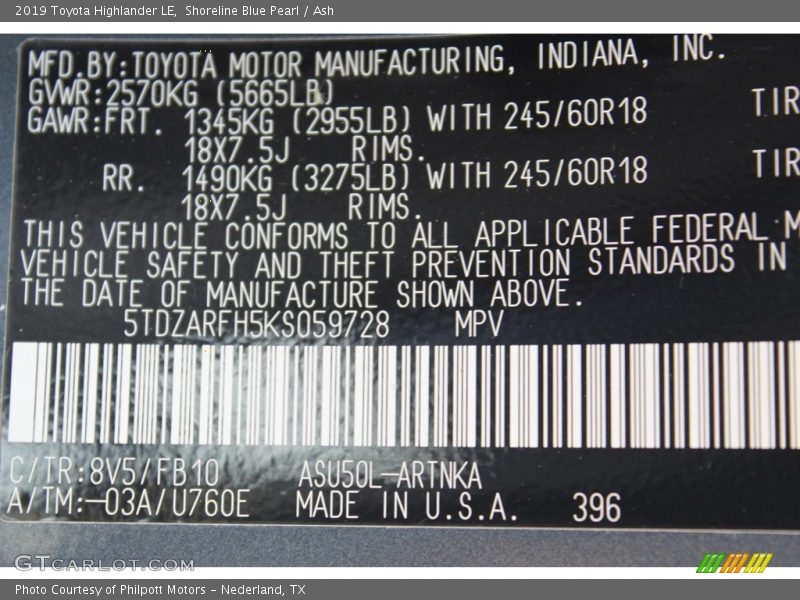 2019 Toyota Highlander LE, Shoreline Blue Pearl / Ash
MFD.BY:TOYOTA MOTOR MANUFACTURING, INDIANA, INC.
GVWR:2570KG (5665LB)
GAWR:FRT. 1345KG (2955LB) WITH 245/60R18 TIR
18X7.5J RIMS.
RR. 1490KG (3275LB) WITH 245/60R18 TIR
18X7.5J RIMS.
THIS VEHICLE CONFORMS TO ALL APPLICABLE FEDERAL M
VEHICLE SAFETY AND THEFT PREVENTION STANDARDS IN
THE DATE OF MANUFACTURE SHOWN ABOVE.
5TDZARFH5KS059728 MPV
C/TR:8V5/FB10 ASU50L-ARTNKA
A/TM:-03A/U760E MADE IN U.S.A. 396
GTCARLOT.COM
Photo Courtesy of Philpott Motors - Nederland, TX